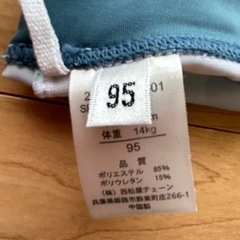 95
01
体重 14kg
95
品質
ポリエステル 85%
ポリウレタン 15%
(株)西松屋チェーン
兵庫県姫路市飾東町庄266-1
中国製